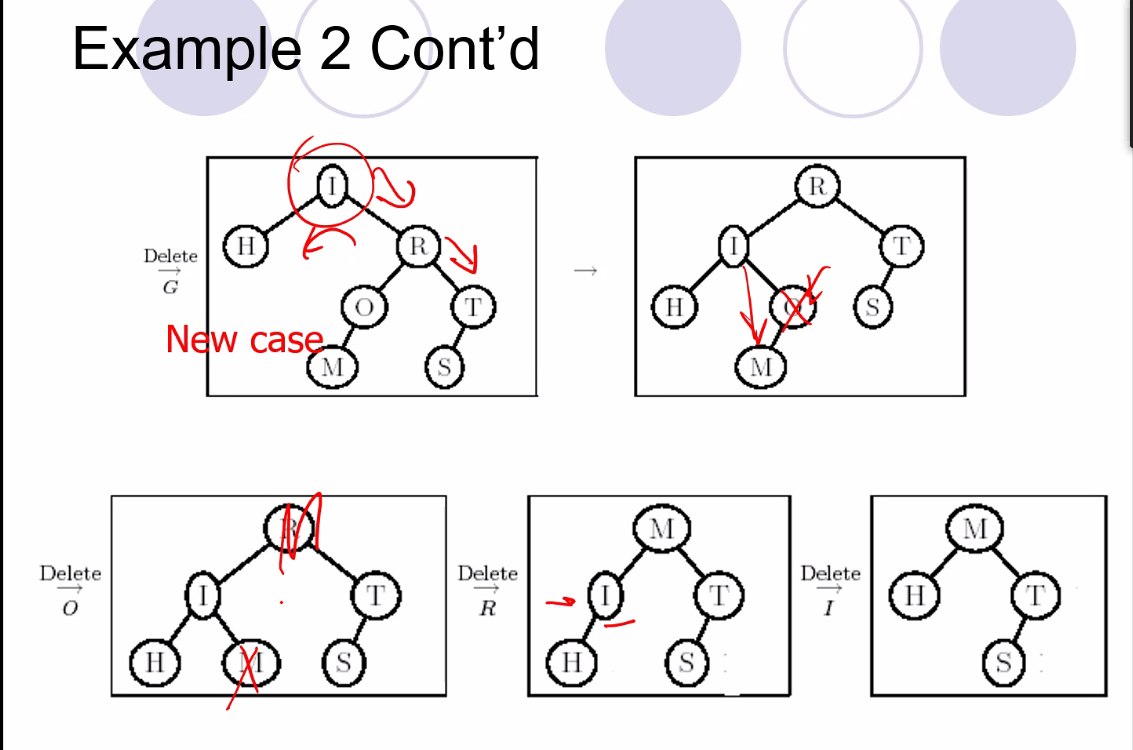 Example 2 Cont'd
Delete
→
G
I
H
R
O
T
New case
M
S
→
R
I
T
H
O
S
M
Delete
→
O
R
M
I
T
H
M
S
Delete
→
R
M
I
T
H
S
Delete
→
I
M
H
T
S